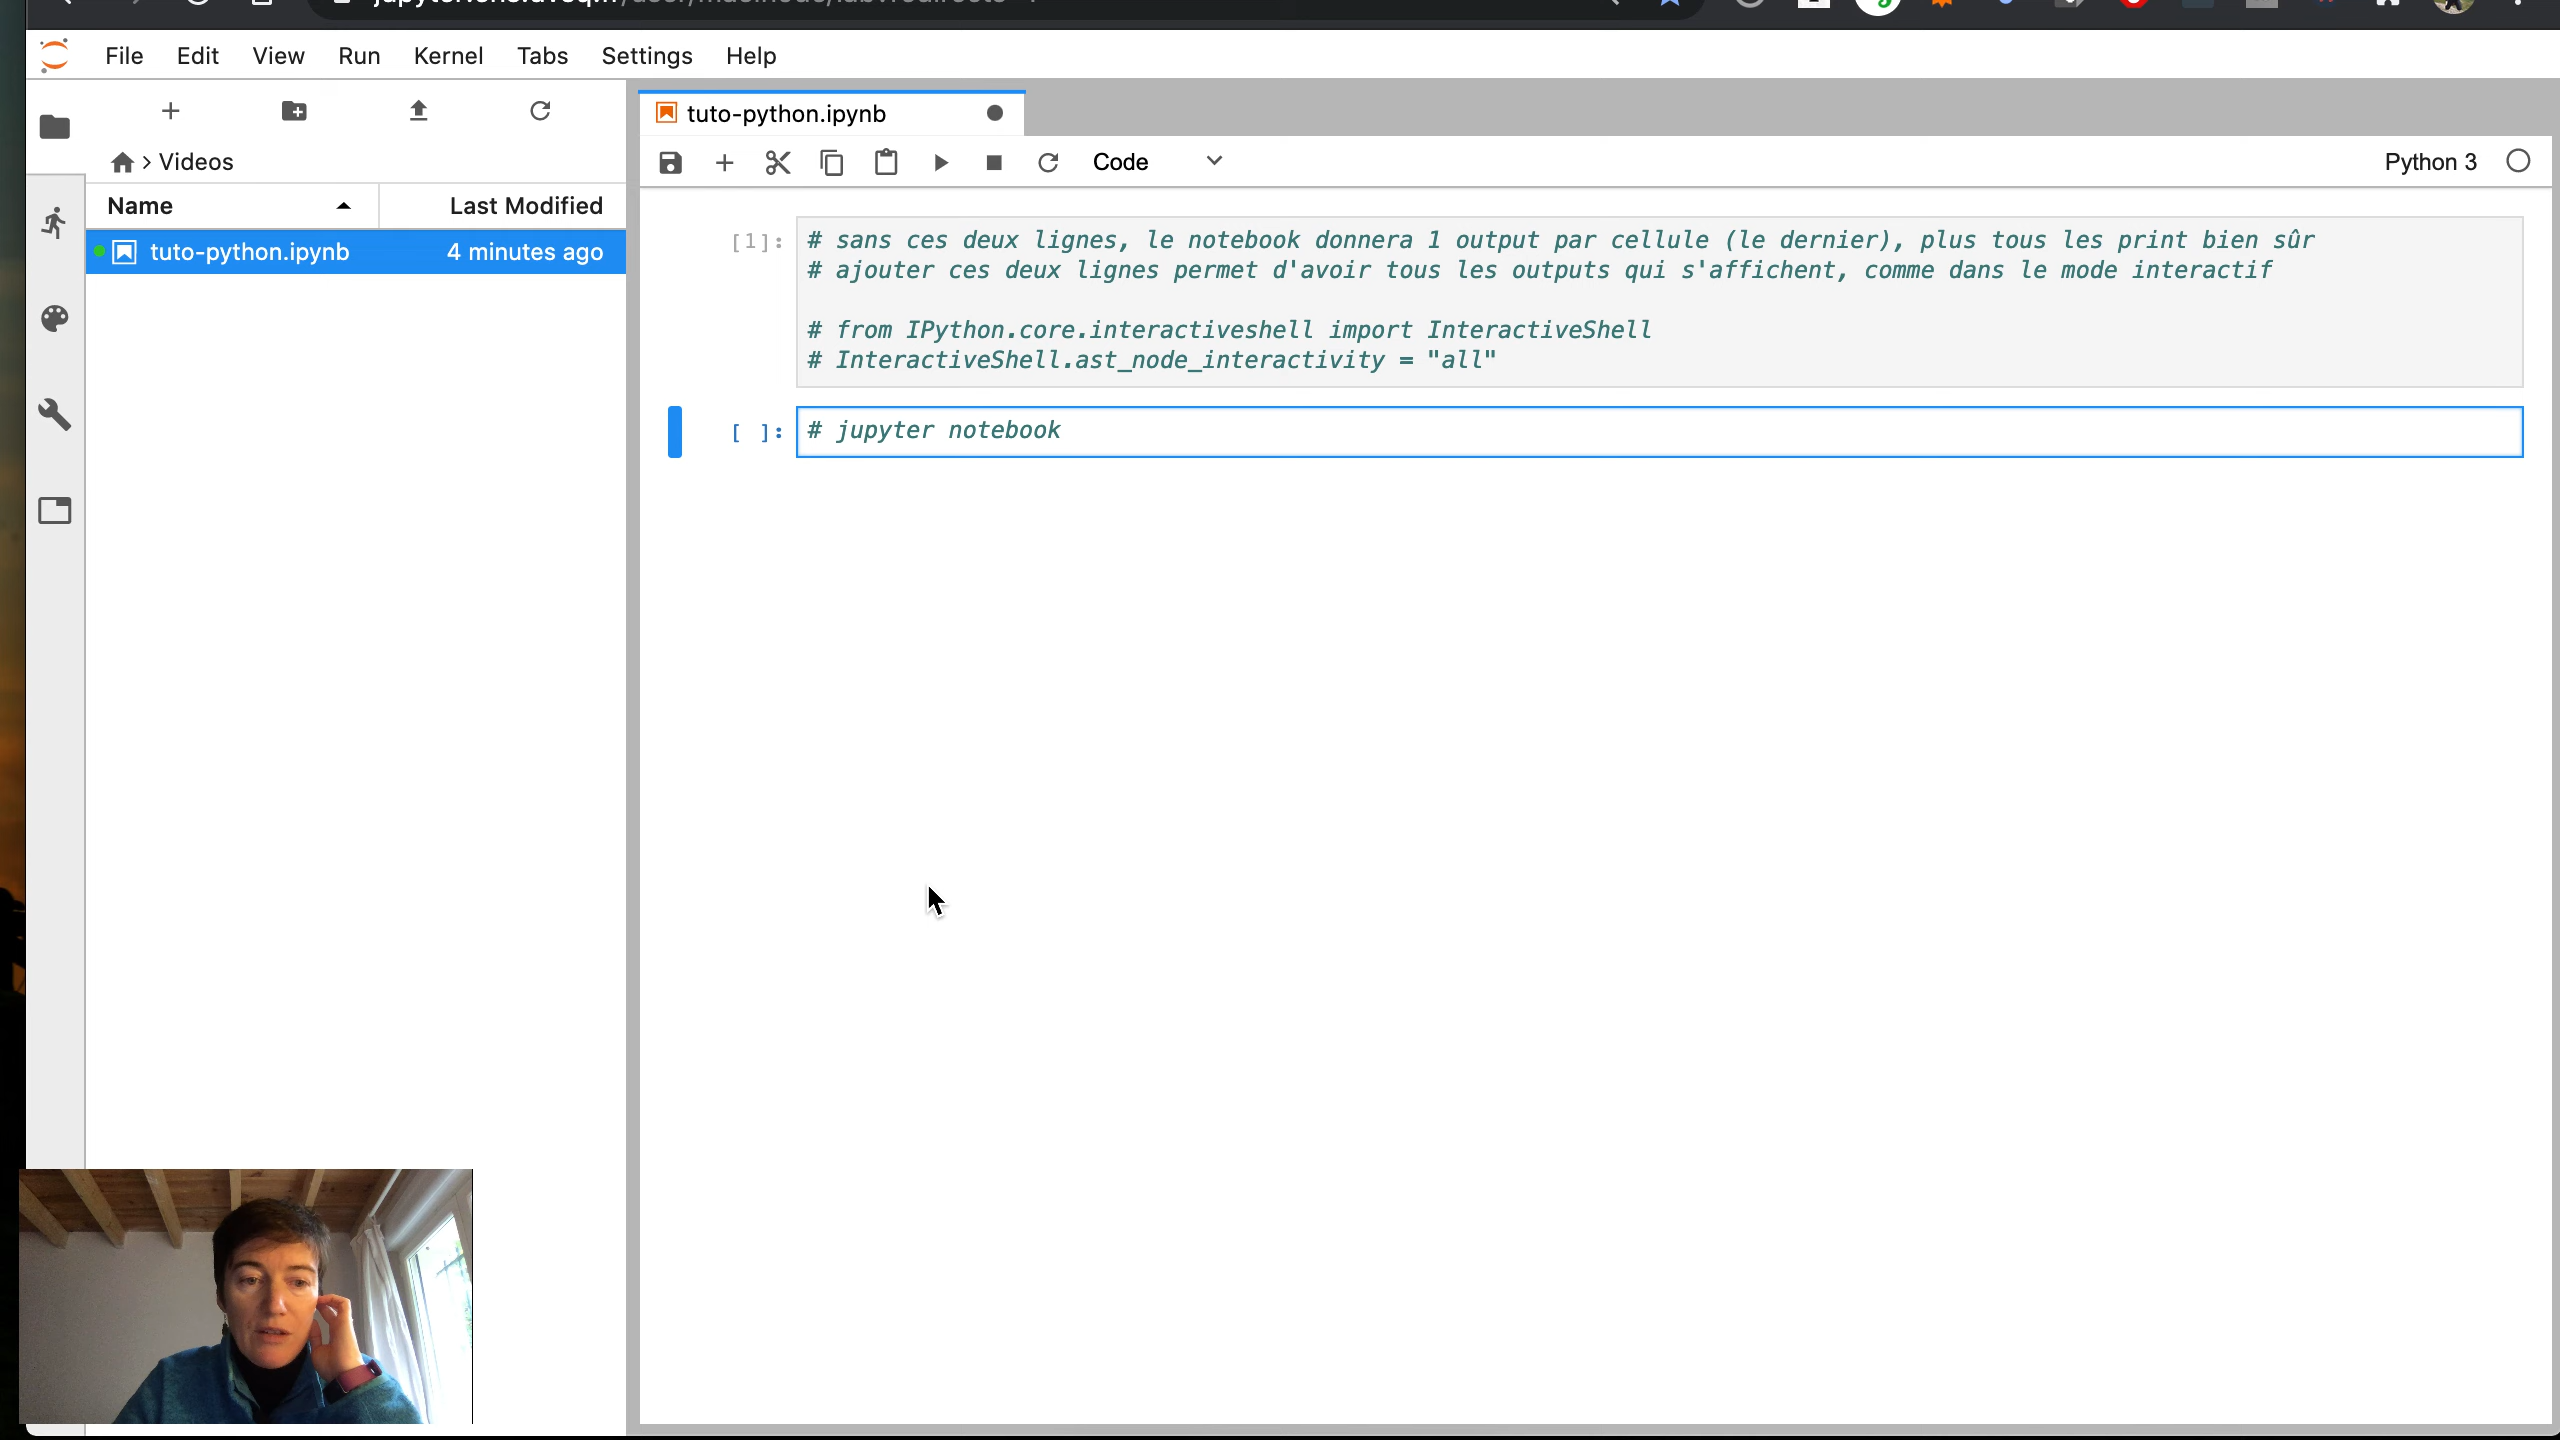 File Edit View Run Kernel Tabs Settings Help
tuto-python.ipynb
> Videos
Code
Python 3
Name Last Modified
tuto-python.ipynb 4 minutes ago
[1]: # sans ces deux lignes, le notebook donnera 1 output par cellule (le dernier), plus tous les print bien sûr
# ajouter ces deux lignes permet d'avoir tous les outputs qui s'affichent, comme dans le mode interactif
# from IPython.core.interactiveshell import InteractiveShell
# InteractiveShell.ast_node_interactivity = "all"
[ ]: # jupyter notebook